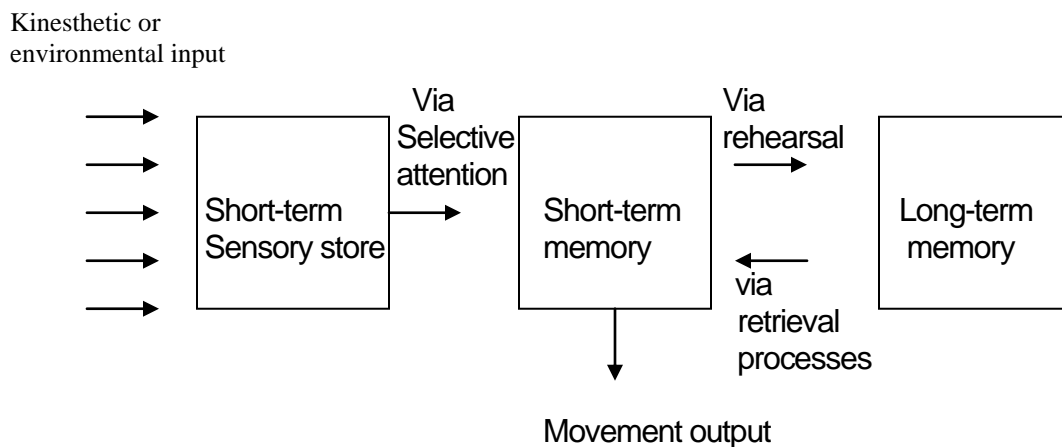 Kinesthetic or
environmental input
Via
Selective
attention
Via
rehearsal
Short-term
Sensory store
Short-term
memory
Long-term
memory
via
retrieval
processes
Movement output